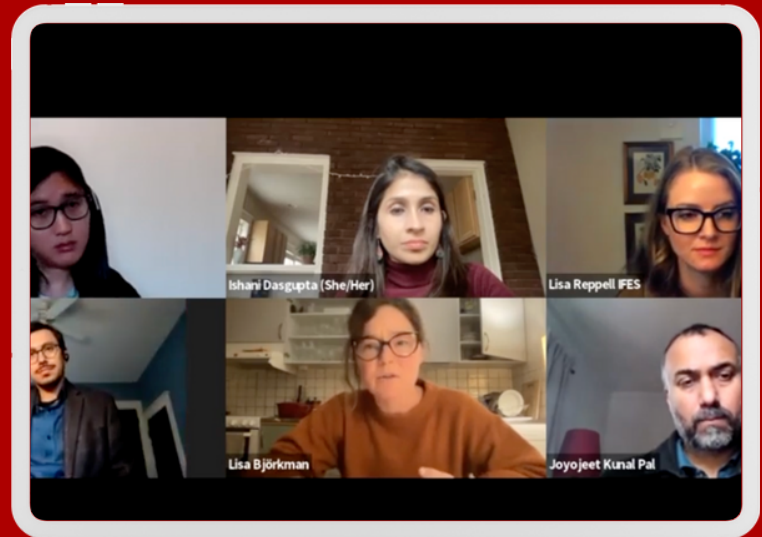 Ishani Dasgupta (She/Her)
Lisa Reppell IFES
Lisa Björkman
Joyojeet Kunal Pal